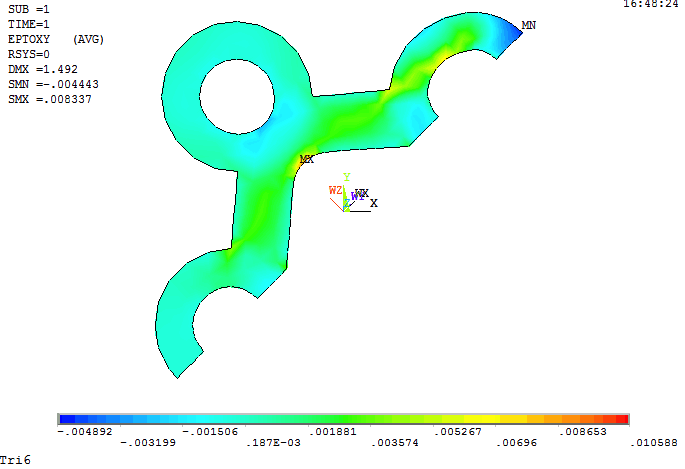 SUB =1
16:48:24
TIME=1
EPTOXY (AVG)
RSYS=0
DMX =1.492
SMN =-.004443
SMX =.008337
MN
MX
Y
WZ
WX
Z
X
-.004892
-.001506
.001881
.005267
.008653
-.003199
.187E-03
.003574
.00696
.010588
Tri6